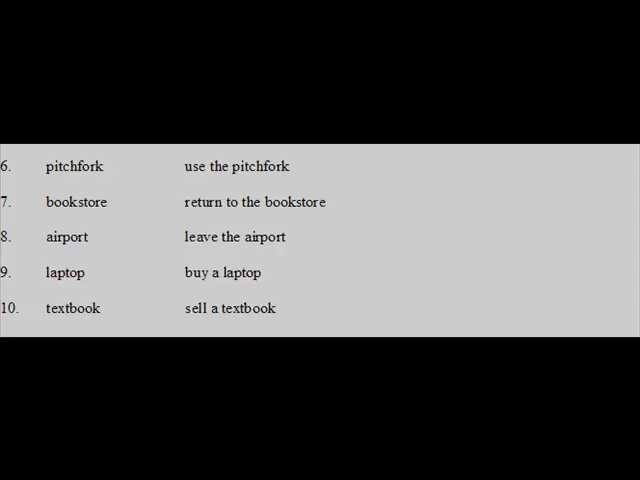 6. pitchfork use the pitchfork
7. bookstore return to the bookstore
8. airport leave the airport
9. laptop buy a laptop
10. textbook sell a textbook